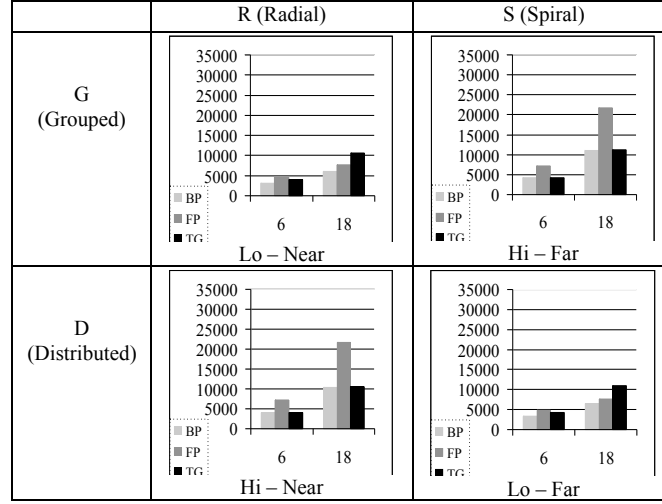 R (Radial)
S (Spiral)
G
(Grouped)
35000
30000
25000
20000
15000
10000
5000
0
BP
FP
TG
6
18
Lo – Near
35000
30000
25000
20000
15000
10000
5000
0
BP
FP
TG
6
18
Hi – Far
D
(Distributed)
35000
30000
25000
20000
15000
10000
5000
0
BP
FP
TG
6
18
Hi – Near
35000
30000
25000
20000
15000
10000
5000
0
BP
FP
TG
6
18
Lo – Far